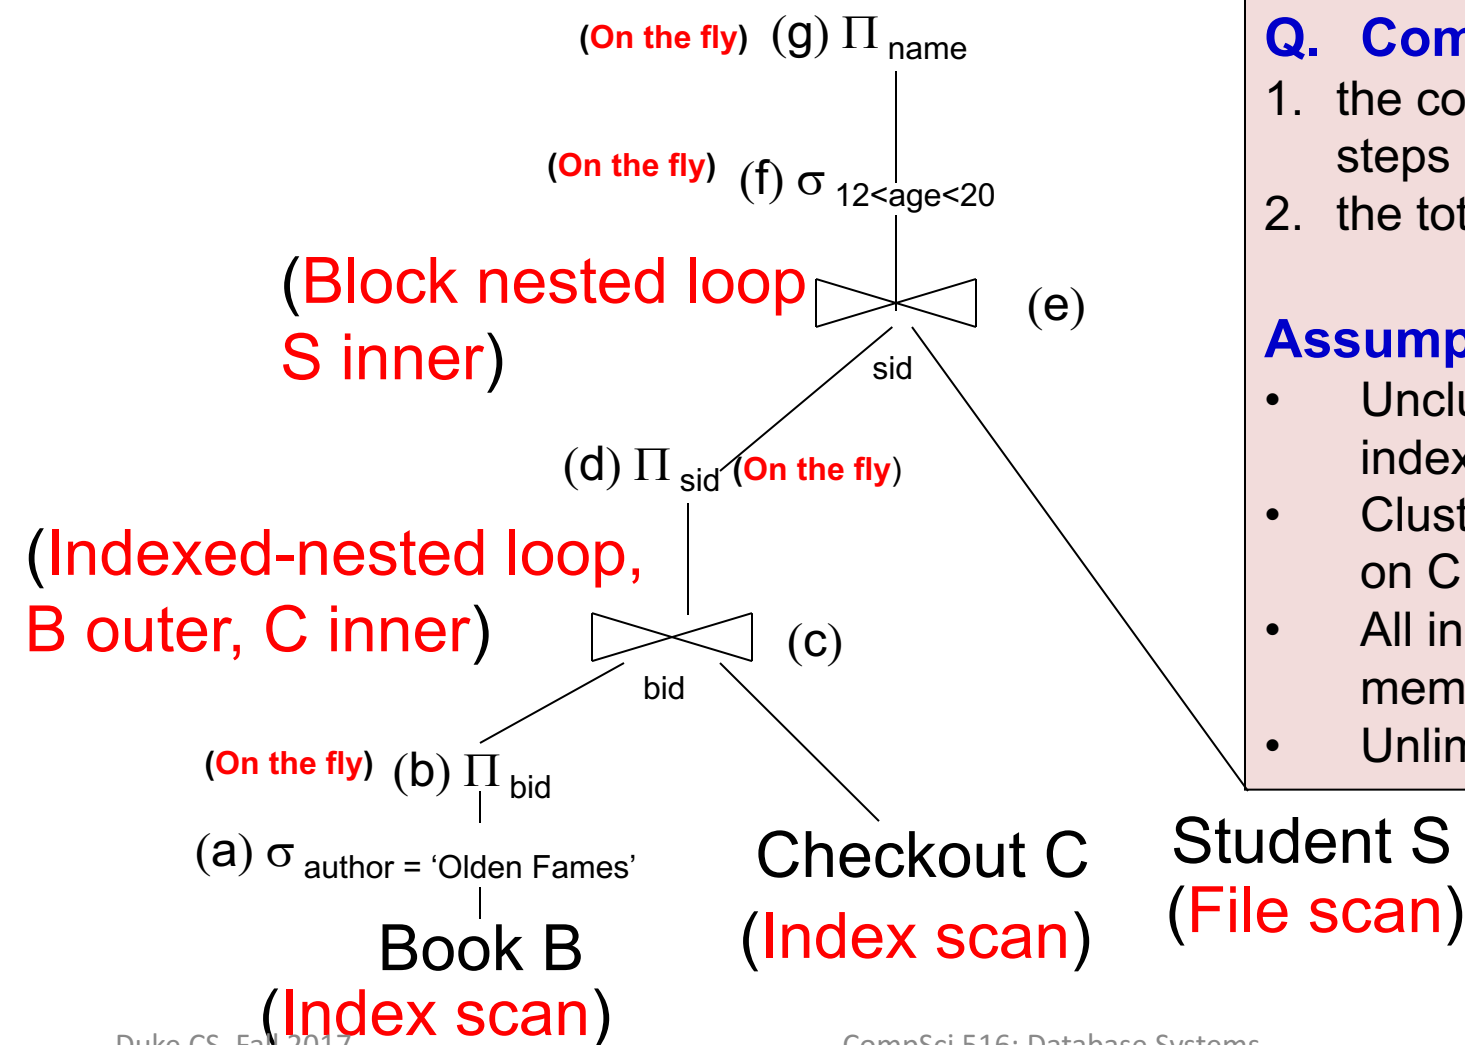 (On the fly) (g) Π name
(On the fly) (f) σ 12<age<20
(Block nested loop
S inner)
(e)
sid
(d) Π sid (On the fly)
(Indexed-nested loop,
B outer, C inner)
(c)
bid
(On the fly) (b) Π bid
(a) σ author = ‘Olden Fames’
Book B
(Index scan)
Checkout C
(Index scan)
Student S
(File scan)
Q. Com
1. the co
steps
2. the tot
Assump
• Unclu
index
• Clust
on C
• All in
mem
• Unlim
Duke CS, Fall 2017
CompSci 516: Database Systems